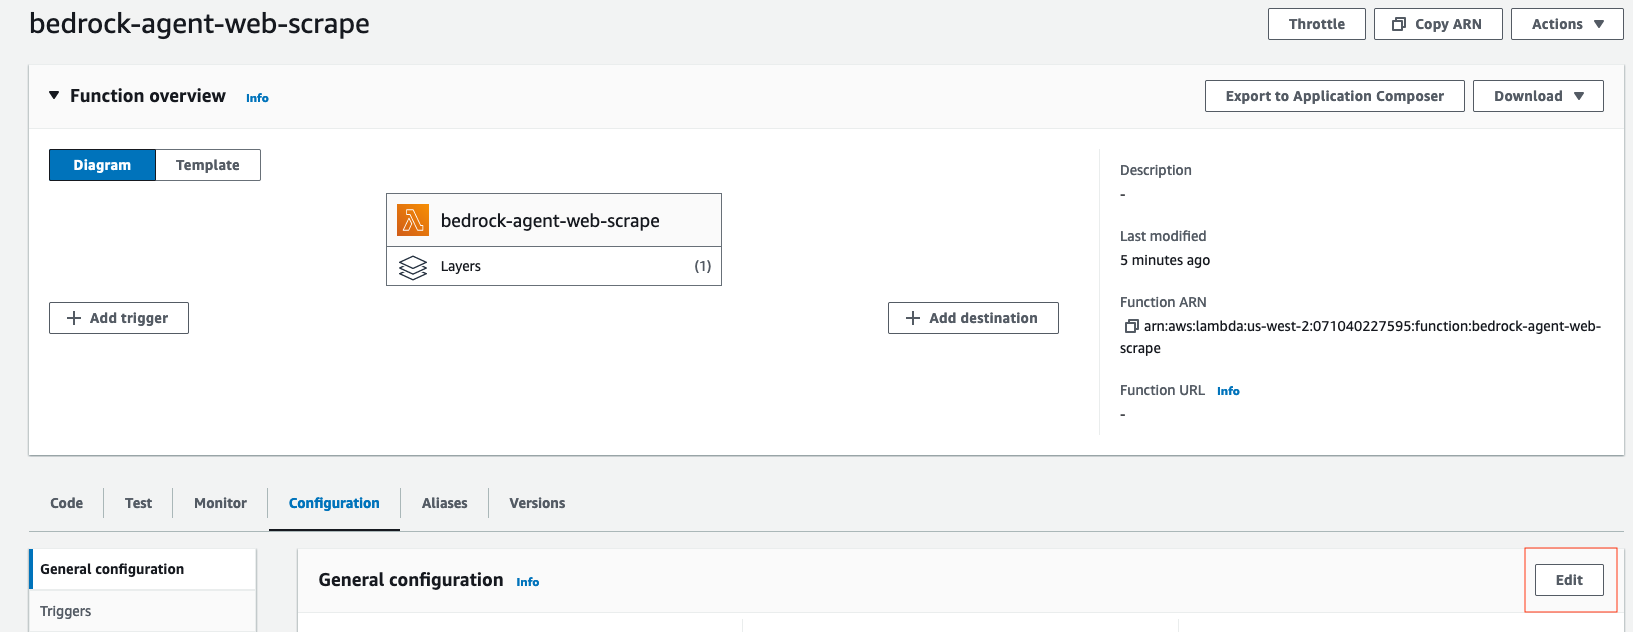 bedrock-agent-web-scrape
Throttle
Copy ARN
Actions
Function overview Info
Export to Application Composer
Download
Diagram
Template
bedrock-agent-web-scrape
Layers (1)
Add trigger
Add destination
Description
-
Last modified
5 minutes ago
Function ARN
arn:aws:lambda:us-west-2:071040227595:function:bedrock-agent-web-
scrape
Function URL Info
-
Code
Test
Monitor
Configuration
Aliases
Versions
General configuration
Triggers
General configuration Info
Edit